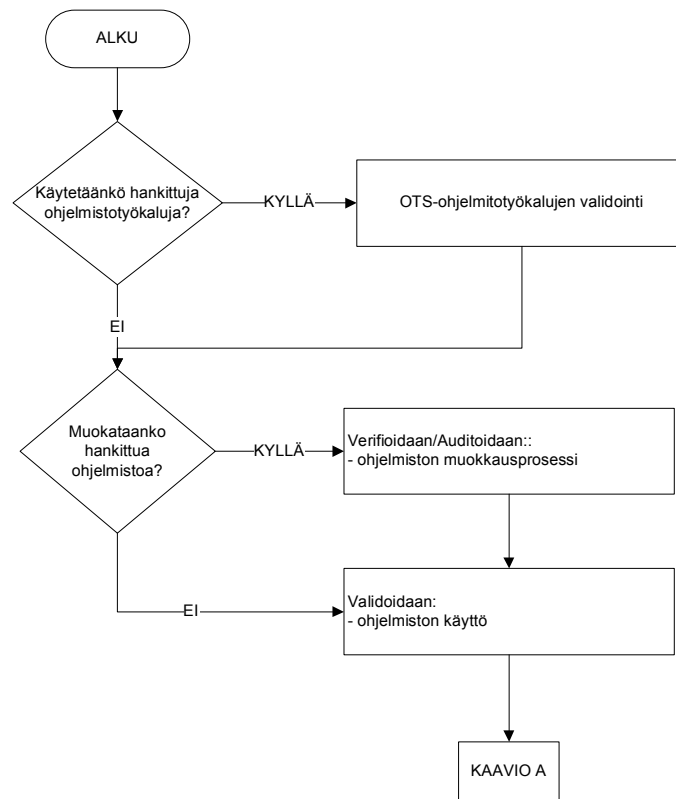 ALKU
Käytetäänkö hankittuja
ohjelmistotyökaluja?
KYLLÄ
OTS-ohjelmitotyökalujen validointi
EI
Muokataanko
hankittua
ohjelmistoa?
KYLLÄ
Verifioidaan/Auditoidaan::
- ohjelmiston muokkausprosessi
EI
Validoidaan:
- ohjelmiston käyttö
KAAVIO A